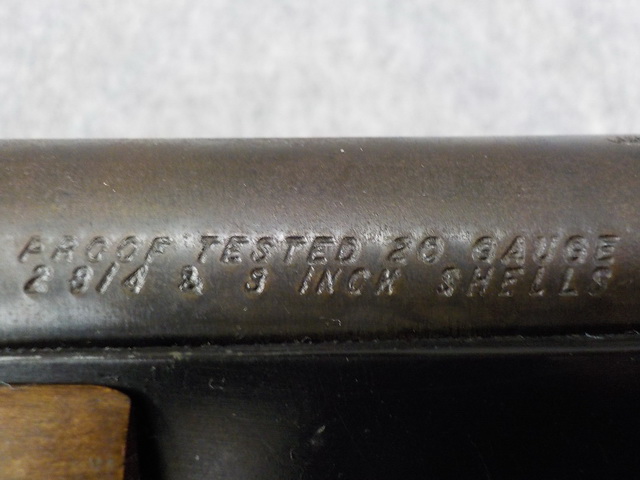 PROOF TESTED 20 GAUGE
2 3/4 & 3 INCH SHELLS